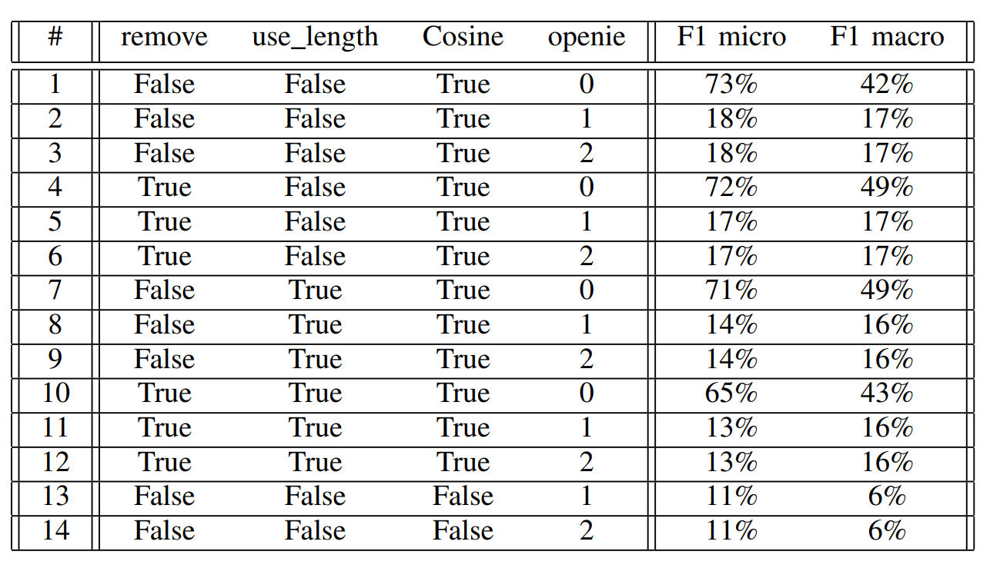 # remove use_length Cosine openie F1 micro F1 macro
1 False False True 0 73% 42%
2 False False True 1 18% 17%
3 False False True 2 18% 17%
4 True False True 0 72% 49%
5 True False True 1 17% 17%
6 True False True 2 17% 17%
7 False True True 0 71% 49%
8 False True True 1 14% 16%
9 False True True 2 14% 16%
10 True True True 0 65% 43%
11 True True True 1 13% 16%
12 True True True 2 13% 16%
13 False False False 1 11% 6%
14 False False False 2 11% 6%